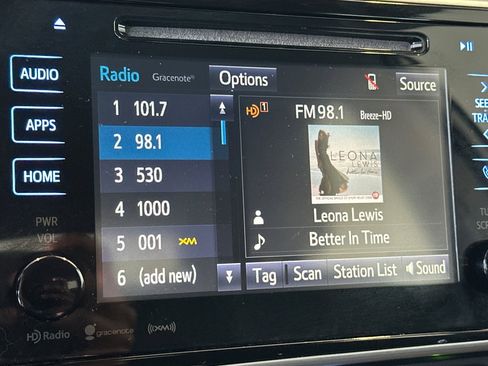 AUDIO
APPS
HOME
PWR
VOL
HD Radio
gracenote
((XM))
Radio
Gracenote
Options
Source
1 101.7
2 98.1
3 530
4 1000
5 001 XM
6 (add new)
HD 1
FM 98.1
Breeze-HD
LEONA
LEWIS
Leona Lewis
Better In Time
Tag
Scan
Station List
Sound